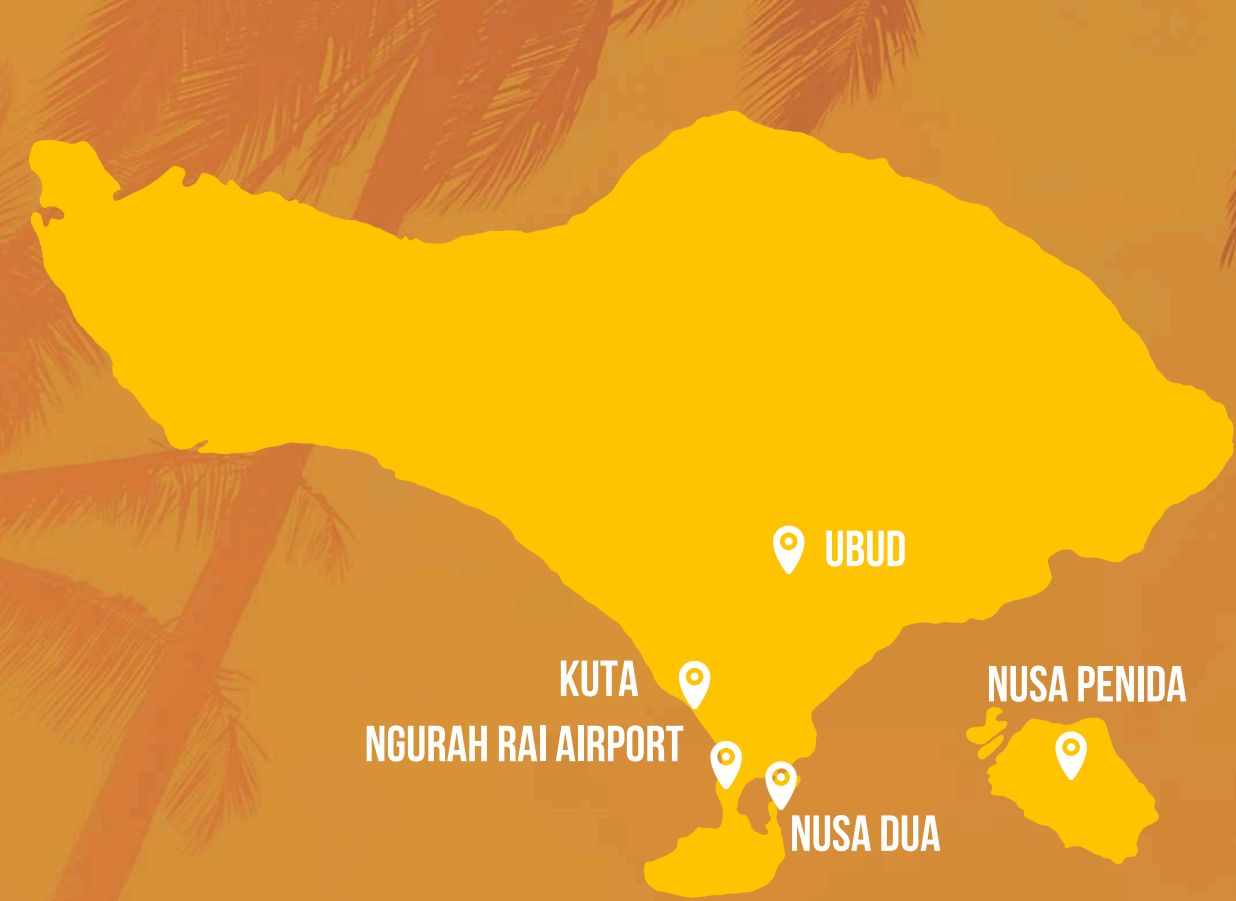 UBUD
KUTA
NUSA PENIDA
NGURAH RAI AIRPORT
NUSA DUA